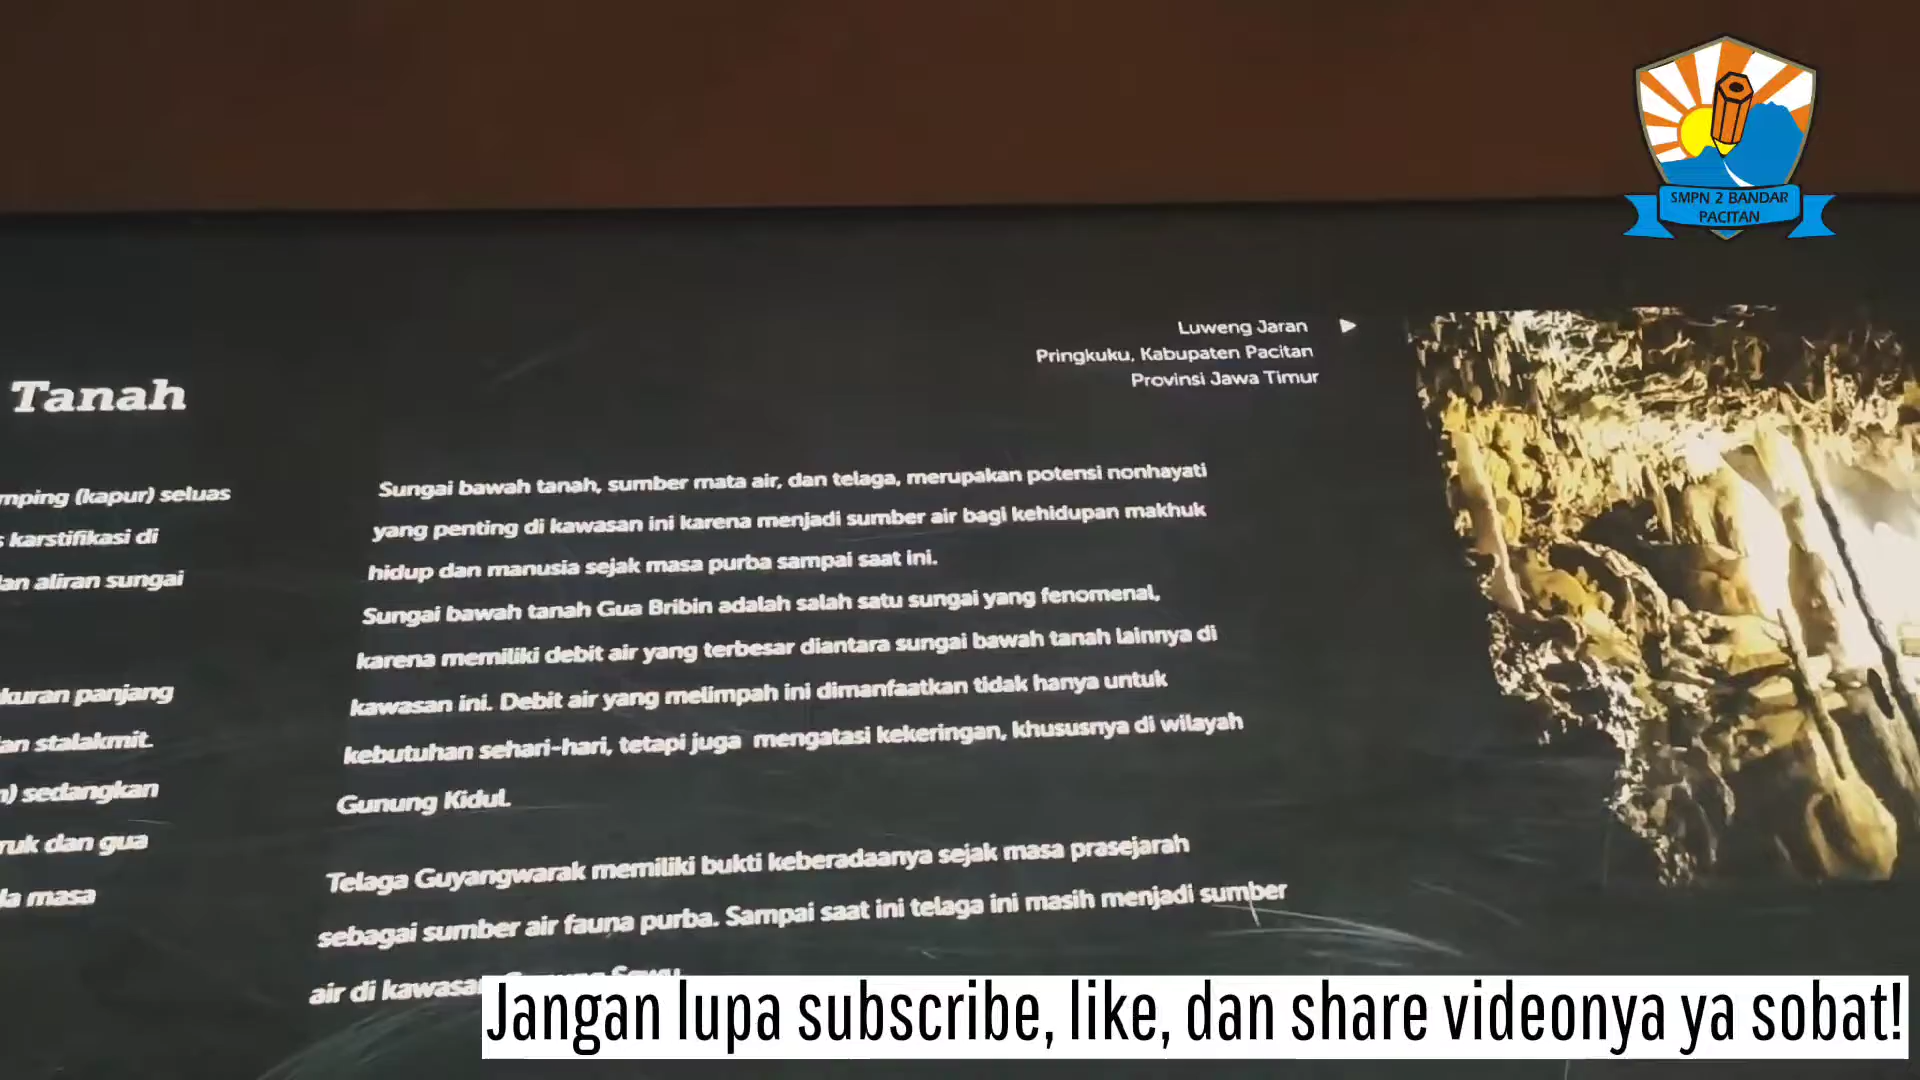 SMPN 2 BANDAR
PACITAN
Luweng Jaran
Pringkuku, Kabupaten Pacitan
Provinsi Jawa Timur
Tanah
(kapur) seluas
karstifikasi di
aliran sungai
panjang
stalakmit.
sedangkan
dan gua
masa
Sungai bawah tanah, sumber mata air, dan telaga, merupakan potensi nonhayati
yang penting di kawasan ini karena menjadi sumber air bagi kehidupan makhuk
hidup dan manusia sejak masa purba sampai saat ini.
Sungai bawah tanah Gua Bribin adalah salah satu sungai yang fenomenal,
karena memiliki debit air yang terbesar diantara sungai bawah tanah lainnya di
kawasan ini. Debit air yang melimpah ini dimanfaatkan tidak hanya untuk
kebutuhan sehari-hari, tetapi juga mengatasi kekeringan, khususnya di wilayah
Gunung Kidul.
Telaga Guyangwarak memiliki bukti keberadaanya sejak masa prasejarah
sebagai sumber air fauna purba. Sampai saat ini telaga ini masih menjadi sumber
air di kawasan
Jangan lupa subscribe, like, dan share videonya ya sobat!